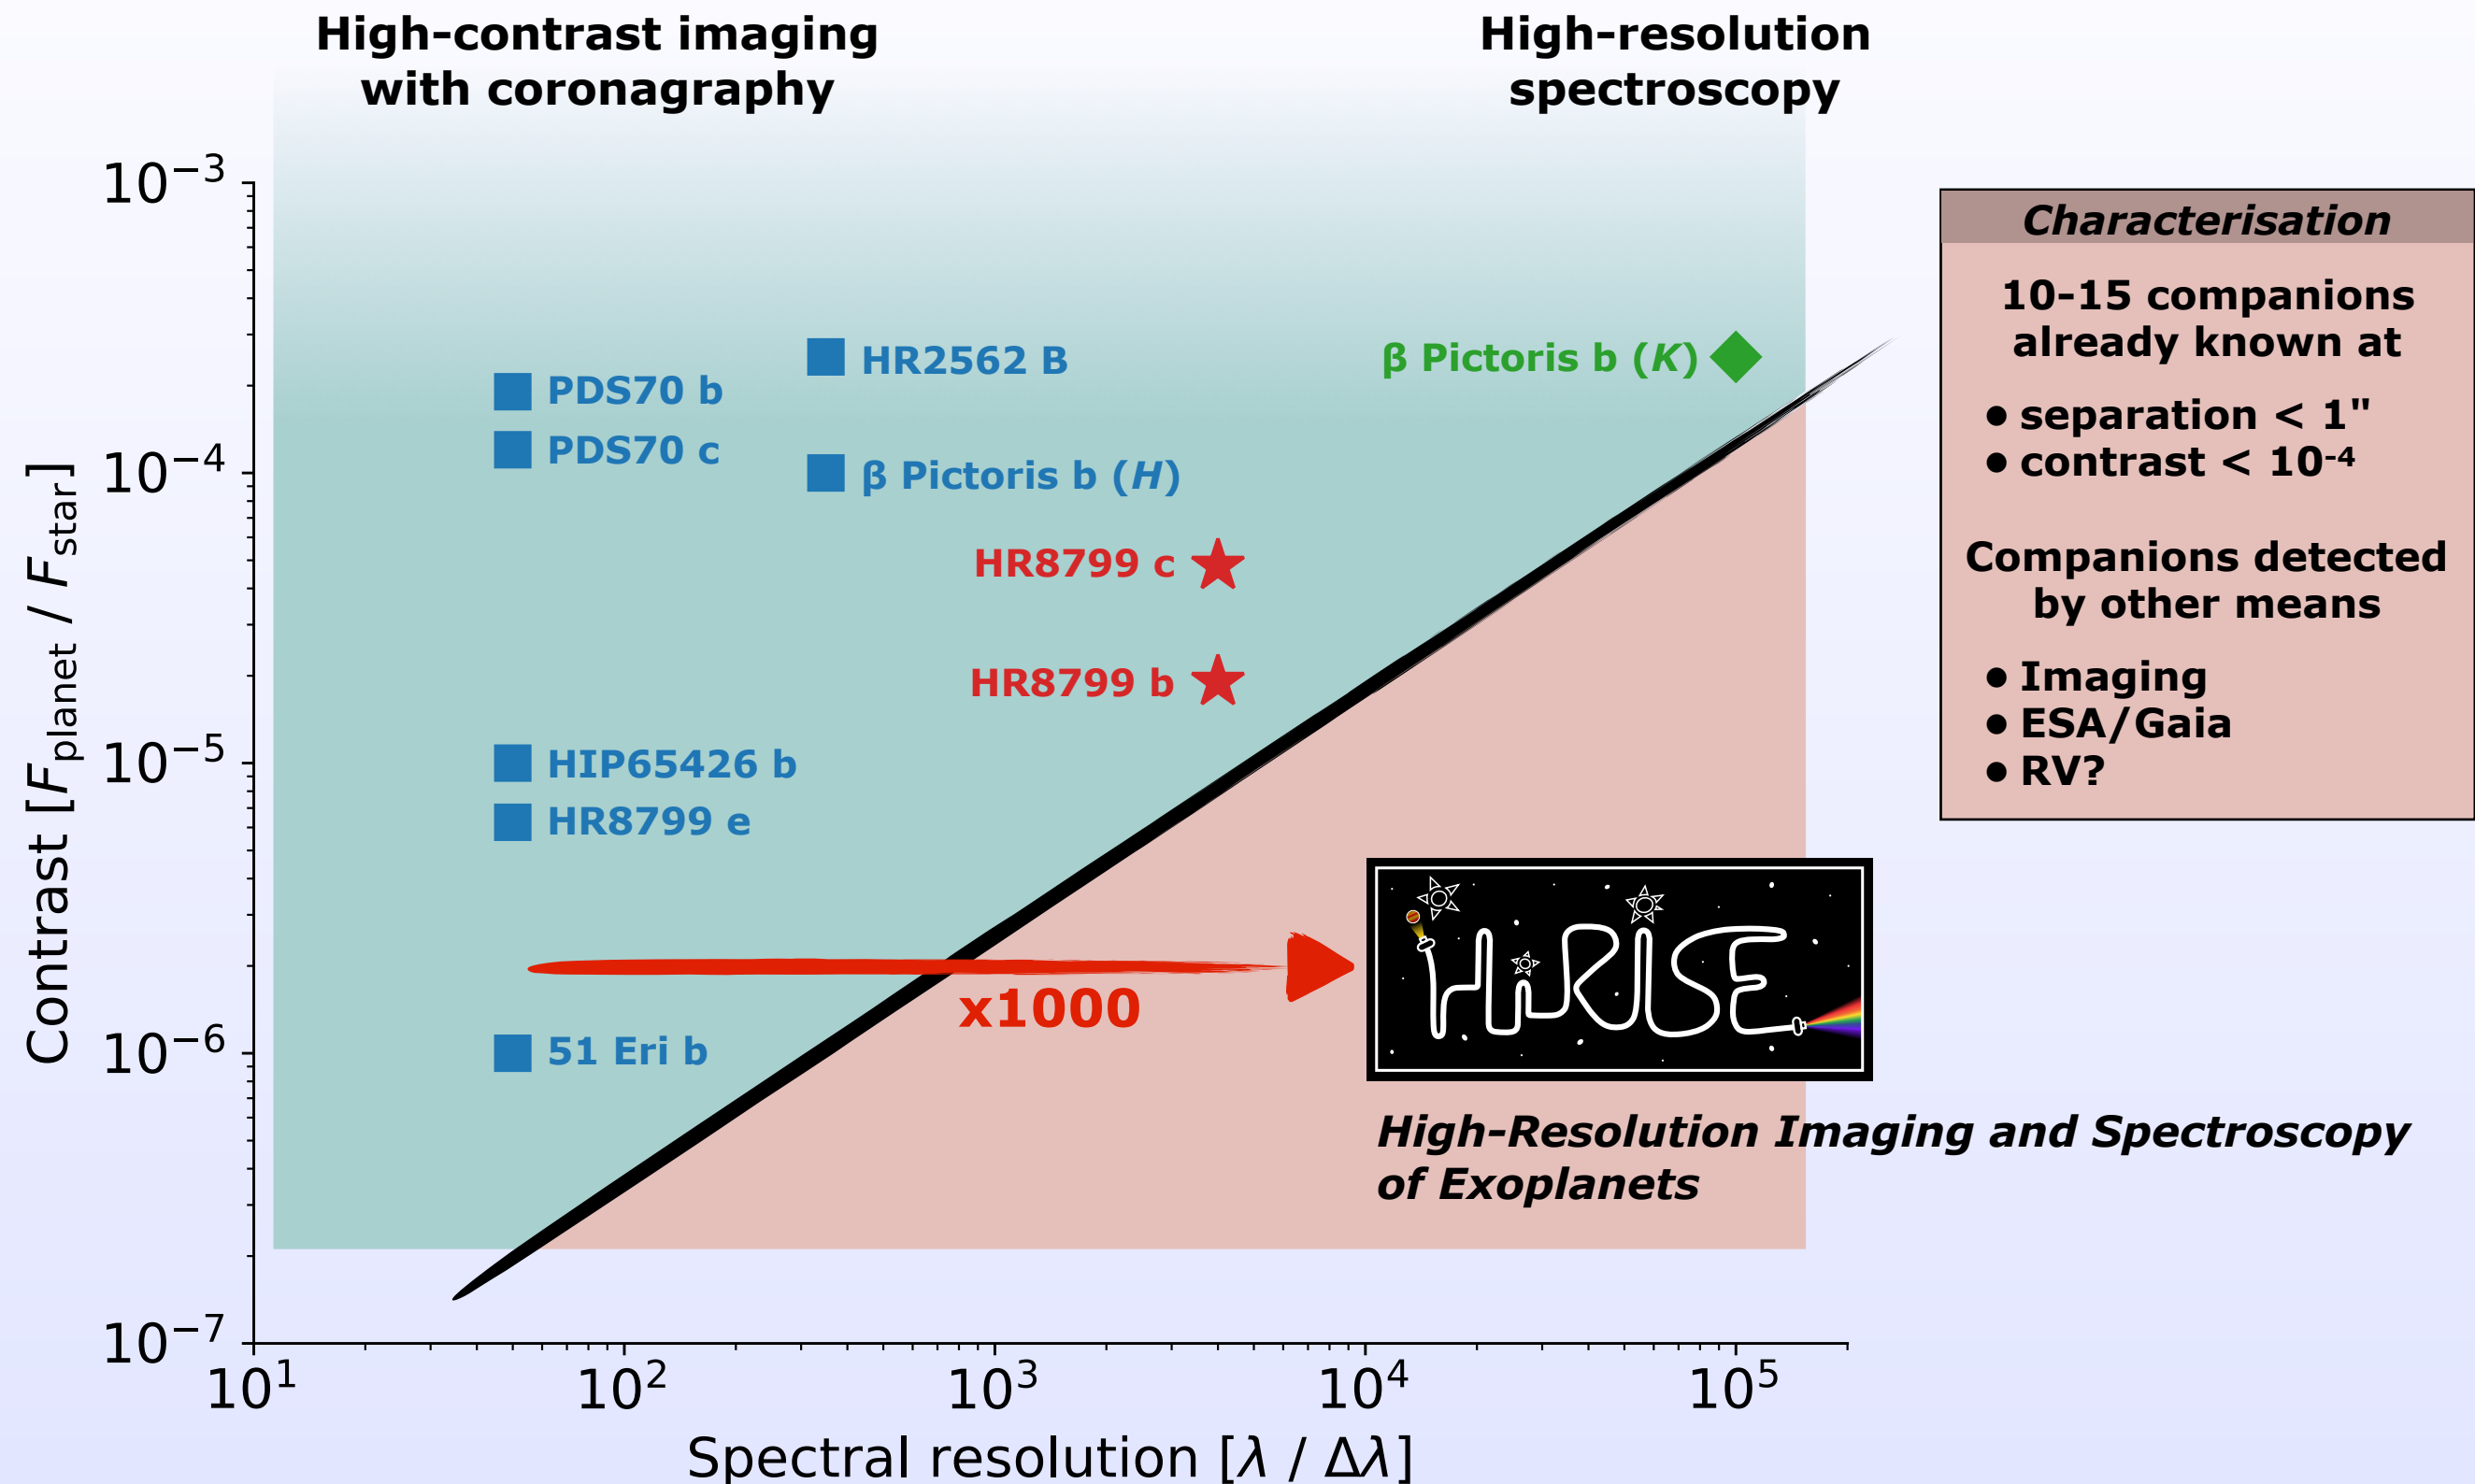 High-contrast imaging
with coronagraphy
High-resolution
spectroscopy
10⁻³
10⁻⁴
10⁻⁵
10⁻⁶
10⁻⁷
Contrast [F_planet / F_star]
HR2562 B
PDS70 b
PDS70 c
β Pictoris b (H)
β Pictoris b (K)
HR8799 c
HR8799 b
HIP65426 b
HR8799 e
x1000
51 Eri b
HiRISE
High-Resolution Imaging and Spectroscopy
of Exoplanets
10¹
10²
10³
10⁴
10⁵
Spectral resolution [λ / Δλ]
Characterisation
10-15 companions
already known at
• separation < 1"
• contrast < 10⁻⁴
Companions detected
by other means
• Imaging
• ESA/Gaia
• RV?